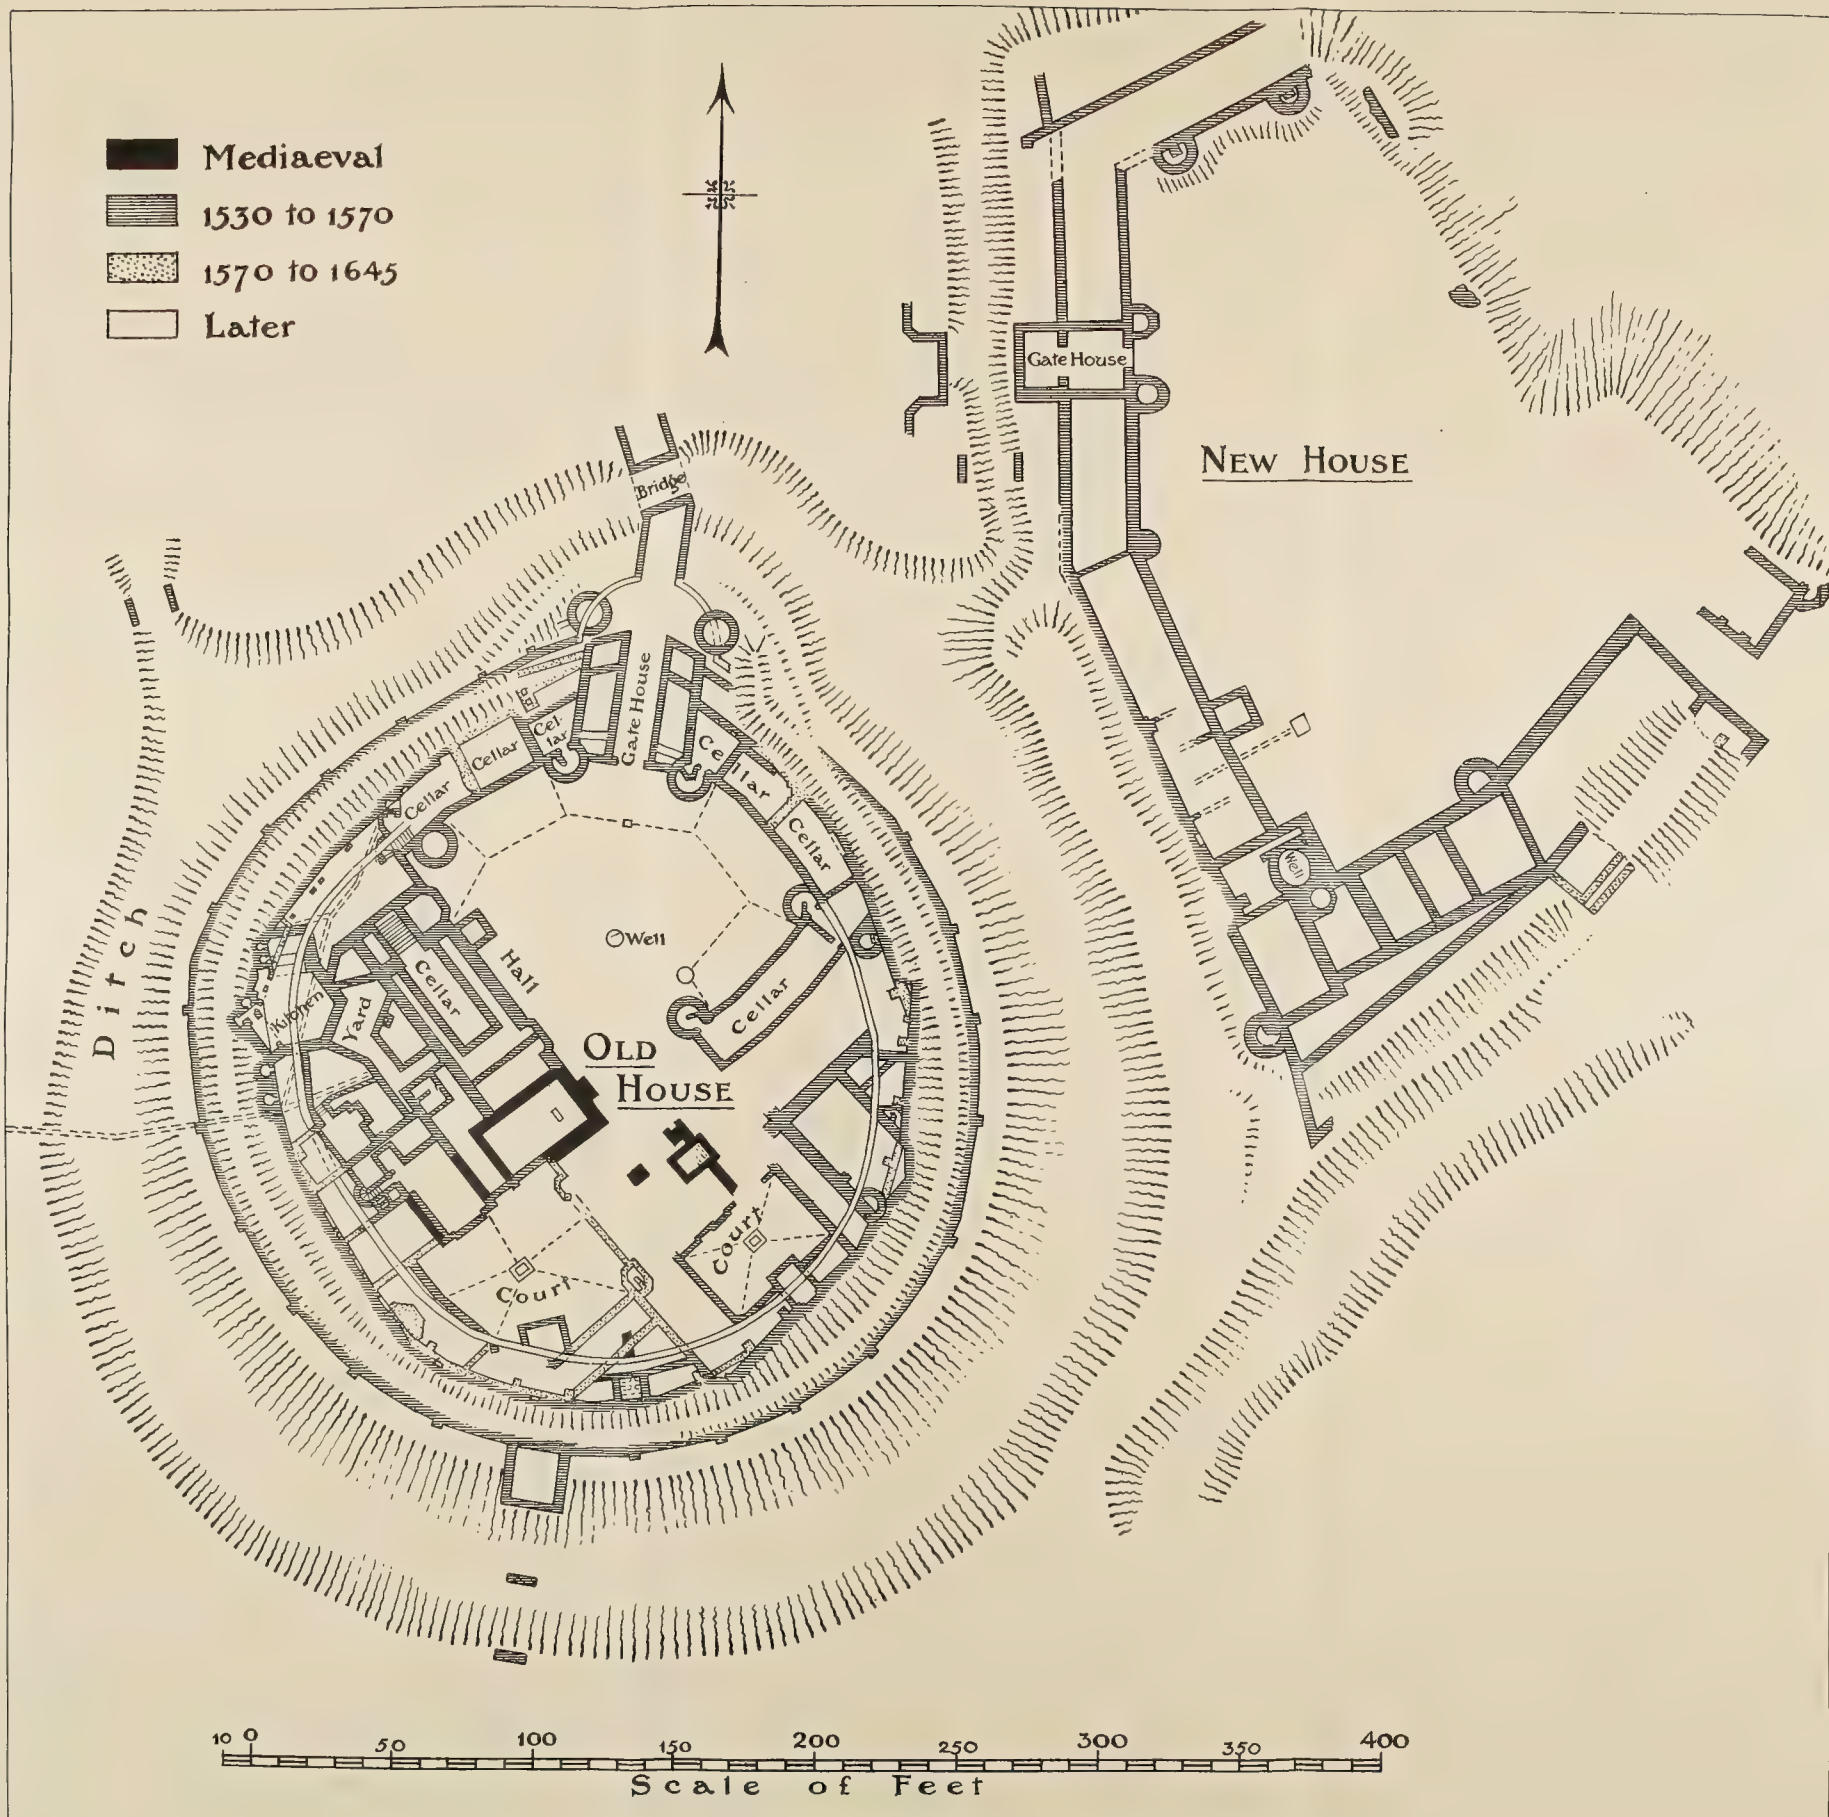 Mediaeval
1530 to 1570
1570 to 1645
Later
Gate House
NEW HOUSE
Bridge
Gate House
Cel-
lar
Cellar
Cellar
Cellar
Cellar
Well
Well
Hall
Cellar
Cellar
Kitchen
Yard
Ditch
OLD
HOUSE
Court
Court
10 0 50 100 150 200 250 300 350 400
Scale of Feet